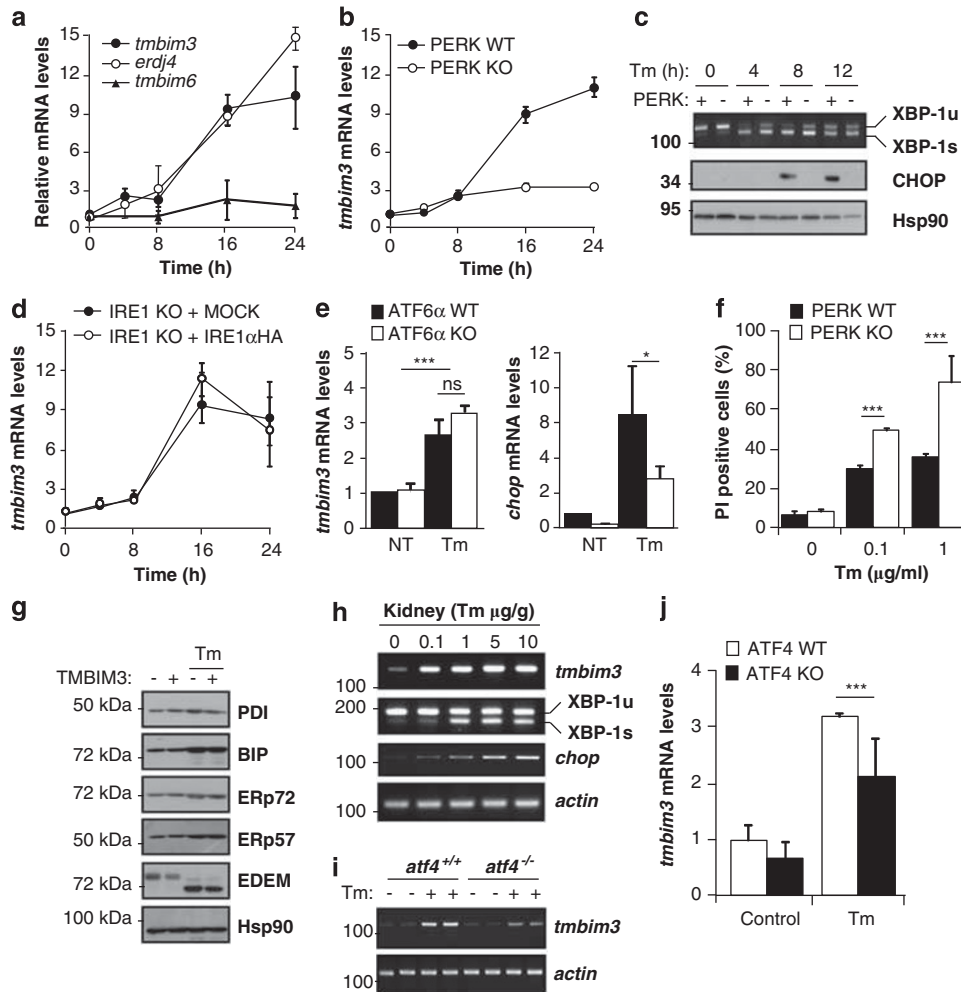 a
Relative mRNA levels
15
12
9
6
3
0
tmbim3
erdj4
tmbim6
0 8 16 24
Time (h)
b
tmbim3 mRNA levels
15
12
9
6
3
0
PERK WT
PERK KO
0 8 16 24
Time (h)
c
Tm (h): 0 4 8 12
PERK: + - + - + - + -
100
XBP-1u
XBP-1s
34
CHOP
95
Hsp90
d
IRE1 KO + MOCK
IRE1 KO + IRE1αHA
tmbim3 mRNA levels
15
12
9
6
3
0
0 8 16 24
Time (h)
e
ATF6α WT
ATF6α KO
tmbim3 mRNA levels
5
4
3
2
1
0
***
ns
NT Tm
chop mRNA levels
12
10
8
6
4
2
0
*
NT Tm
f
PERK WT
PERK KO
PI positive cells (%)
100
80
60
40
20
0
***
***
0 0.1 1
Tm (µg/ml)
g
Tm
TMBIM3: - + - +
50 kDa PDI
72 kDa BIP
72 kDa ERp72
50 kDa ERp57
72 kDa EDEM
100 kDa Hsp90
h
Kidney (Tm µg/g)
0 0.1 1 5 10
100 tmbim3
200 XBP-1u
XBP-1s
100 chop
100 actin
i
atf4+/+ atf4-/-
Tm: - - + + - - + +
100 tmbim3
100 actin
j
ATF4 WT
ATF4 KO
tmbim3 mRNA levels
4
3
2
1
0
***
Control Tm